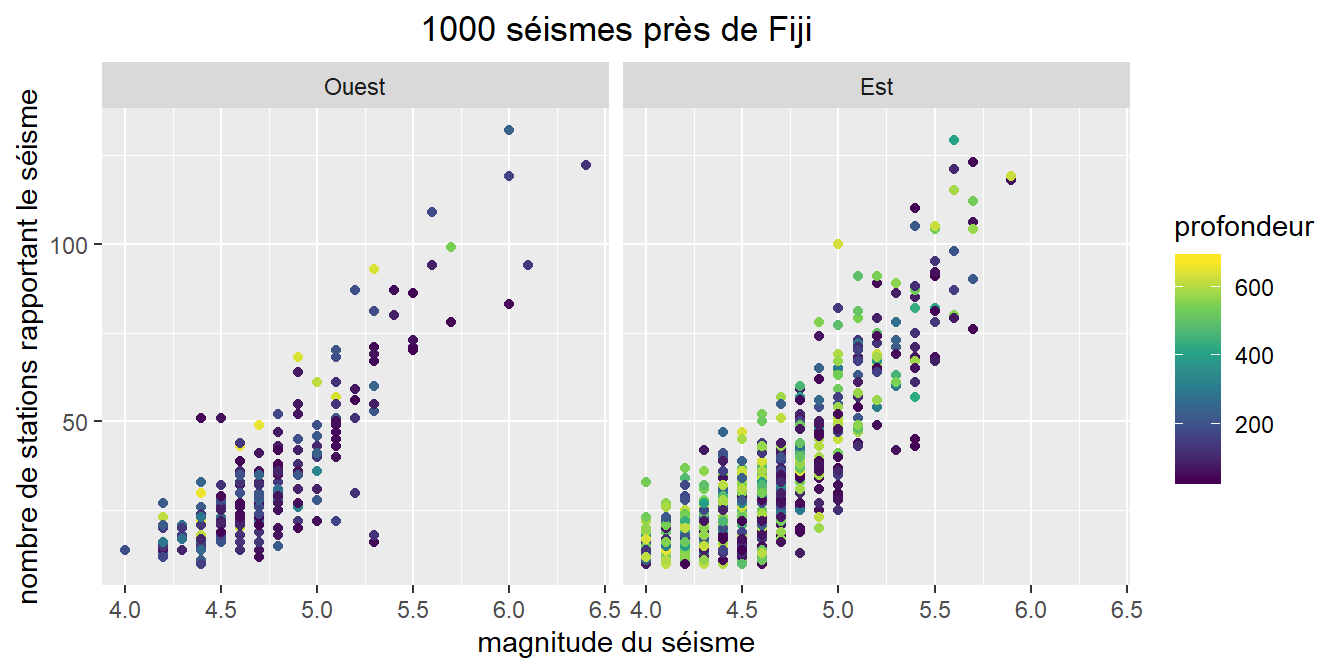 1000 séismes près de Fiji
Ouest
Est
nombre de stations rapportant le séisme
100
50
4.0 4.5 5.0 5.5 6.0 6.5
4.0 4.5 5.0 5.5 6.0 6.5
magnitude du séisme
profondeur
600
400
200